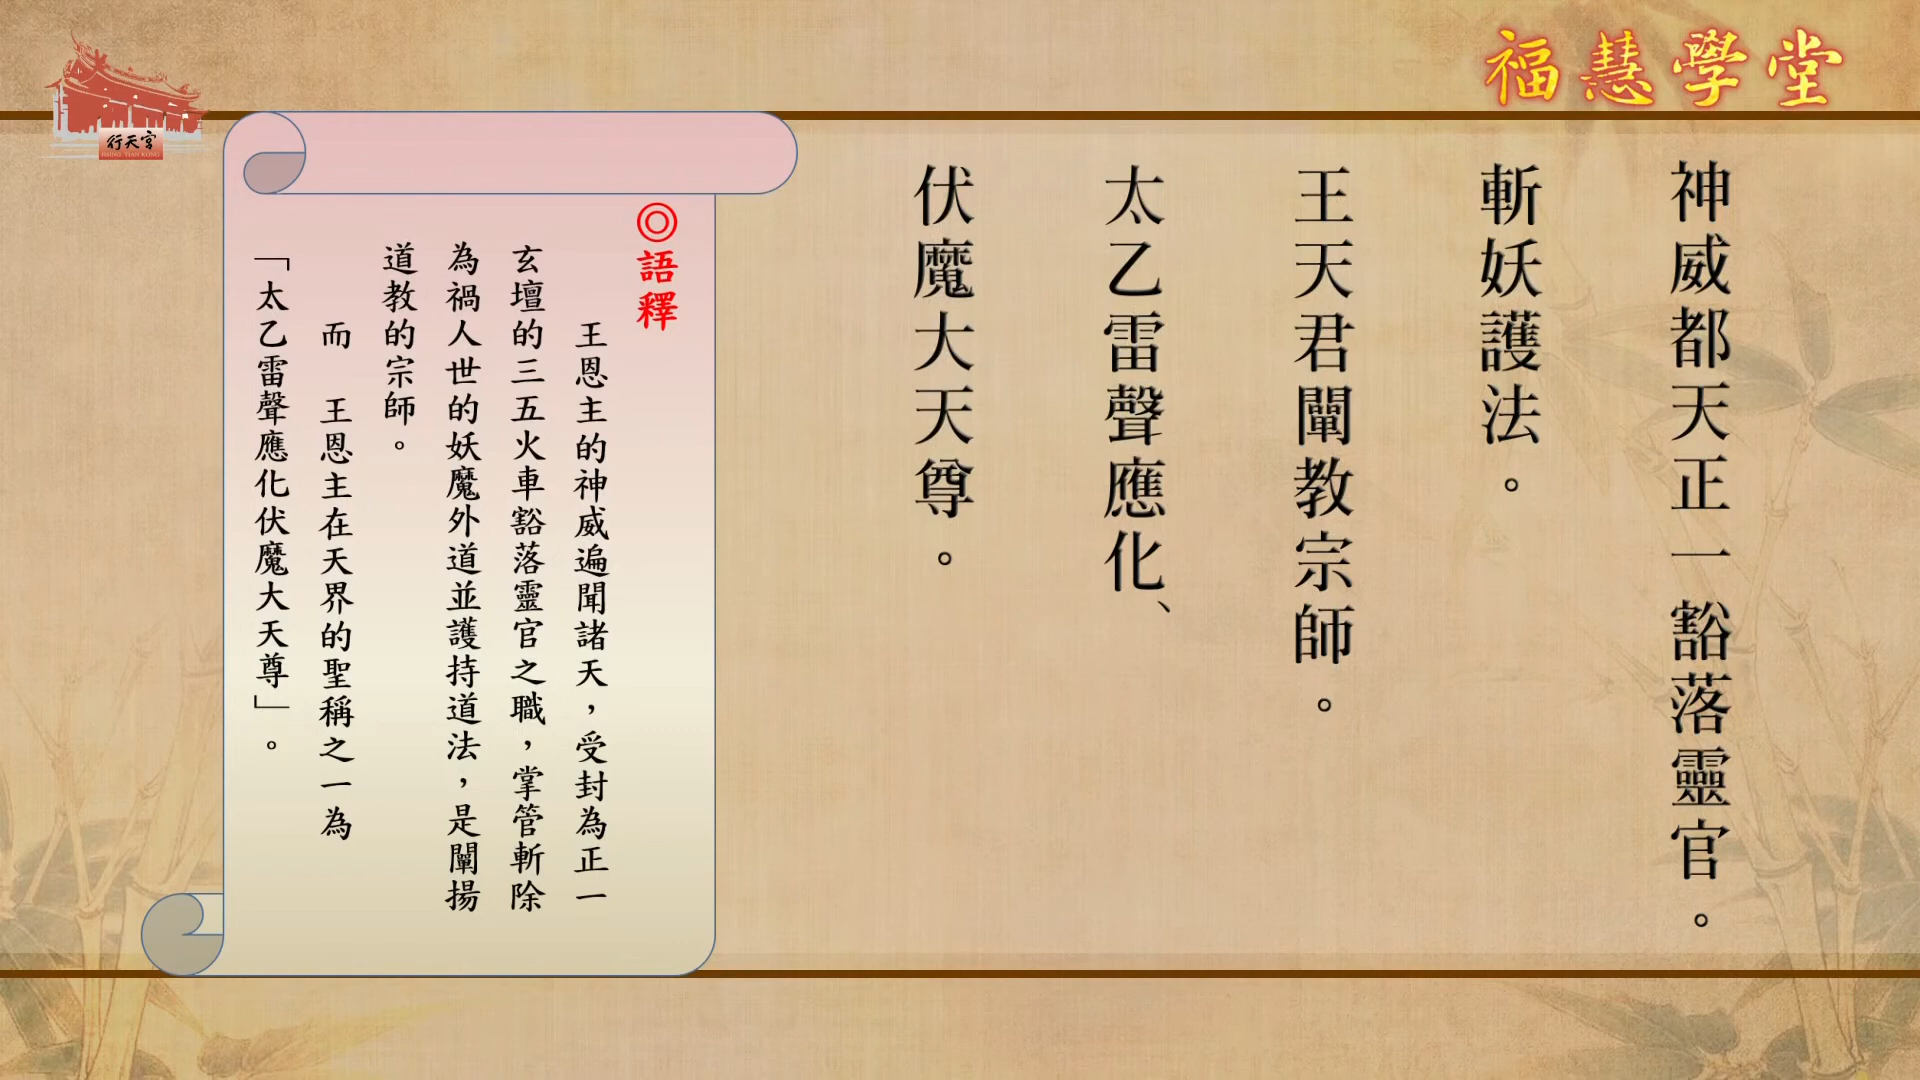 福慧學堂
行天宮
HSING TIAN KONG
神威都天正一豁落靈官。
斬妖護法。
王天君闡教宗師。
太乙雷聲應化、
伏魔大天尊。
◎語釋
王恩主的神威遍聞諸天，受封為正一
玄壇的三五火車豁落靈官之職，掌管斬除
為禍人世的妖魔外道並護持道法，是闡揚
道教的宗師。
而　王恩主在天界的聖稱之一為
「太乙雷聲應化伏魔大天尊」。